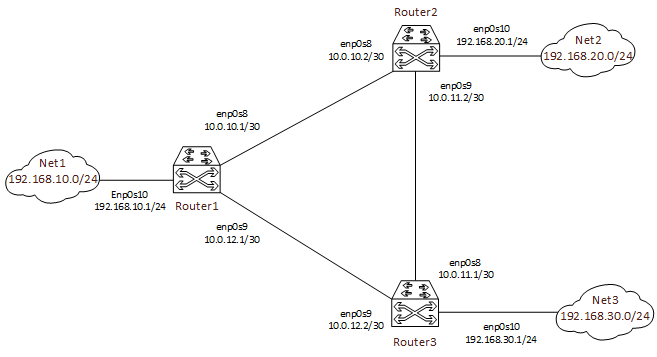 Router2
enp0s8
10.0.10.2/30
enp0s10
192.168.20.1/24
Net2
192.168.20.0/24
enp0s9
10.0.11.2/30
enp0s8
10.0.10.1/30
Net1
192.168.10.0/24
Enp0s10
192.168.10.1/24
Router1
enp0s9
10.0.12.1/30
enp0s8
10.0.11.1/30
enp0s9
10.0.12.2/30
Router3
enp0s10
192.168.30.1/24
Net3
192.168.30.0/24